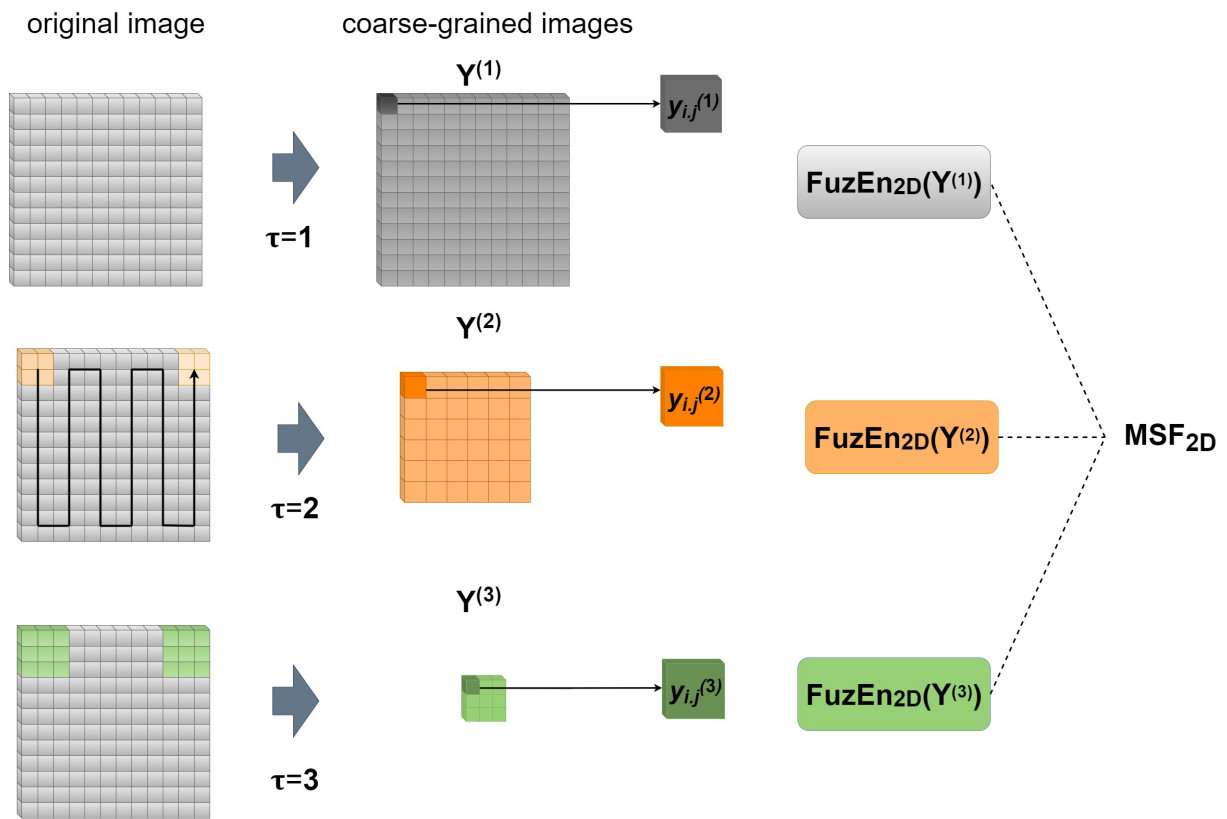 original image
coarse-grained images
Y(1)
yi.j(1)
τ=1
FuzEn2D(Y(1))
Y(2)
yi.j(2)
τ=2
FuzEn2D(Y(2))
MSF2D
Y(3)
yi.j(3)
τ=3
FuzEn2D(Y(3))